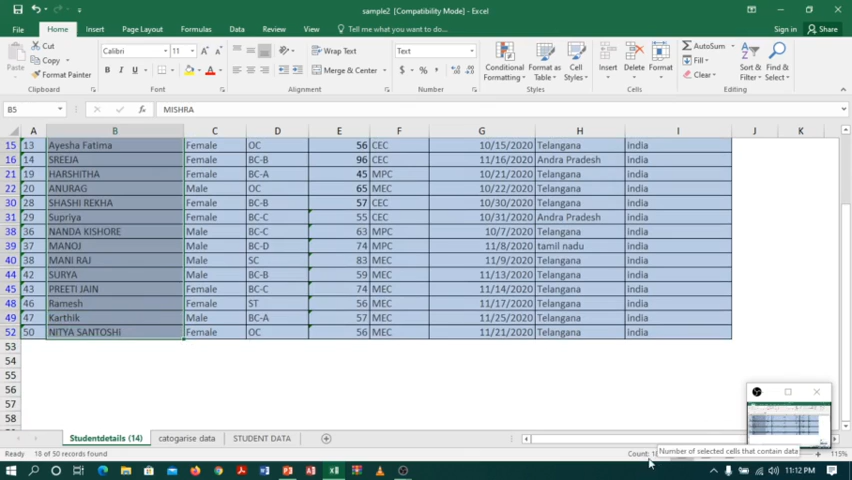 sample2 [Compatibility Mode] - Excel
File Home Insert Page Layout Formulas Data Review View Tell me what you want to do... Sign in Share
Cut
Copy
Format Painter
Paste
Clipboard
Calibri 11
B I U
Font
Wrap Text
Merge & Center
Alignment
Text
$ % ,
Number
Conditional Formatting
Format as Table
Cell Styles
Styles
Insert Delete Format
Cells
AutoSum
Fill
Clear
Sort & Filter
Find & Select
Editing
B5 fx MISHRA
A B C D E F G H I J K
15 13 Ayesha Fatima Female OC 56 CEC 10/15/2020 Telangana india
16 14 SREEJA Female BC-B 96 CEC 11/16/2020 Andra Pradesh india
21 19 HARSHITHA Female BC-A 45 MPC 10/21/2020 Telangana india
22 20 ANURAG Male OC 65 MEC 10/22/2020 Telangana india
30 28 SHASHI REKHA Female BC-B 57 CEC 10/30/2020 Telangana india
31 29 Supriya Female BC-C 55 CEC 10/31/2020 Andhra Pradesh india
38 36 NANDA KISHORE Male BC-C 63 MPC 10/7/2020 Telangana india
39 37 MANOJ Male BC-D 74 MPC 11/8/2020 tamil nadu india
40 38 MANI RAJ Male SC 83 MEC 11/9/2020 Telangana india
44 42 SURYA Male BC-B 59 MEC 11/13/2020 Telangana india
45 43 PREETI JAIN Female BC-C 74 MEC 11/14/2020 Telangana india
48 46 Ramesh Female ST 56 MEC 11/17/2020 Telangana india
49 47 Karthik Male BC-A 57 MEC 11/25/2020 Telangana india
52 50 NITYA SANTOSHI Female OC 56 MEC 11/21/2020 Telangana india
53
54
55
56
57
58
Studentdetails (14) catogarise data STUDENT DATA
Ready 18 of 50 records found Count: 18 115%
Number of selected cells that contain data
11:12 PM